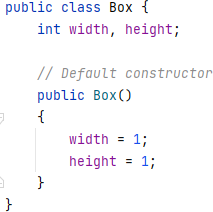 public class Box {
    int width, height;

    // Default constructor
    public Box()
    {
        width = 1;
        height = 1;
    }
}